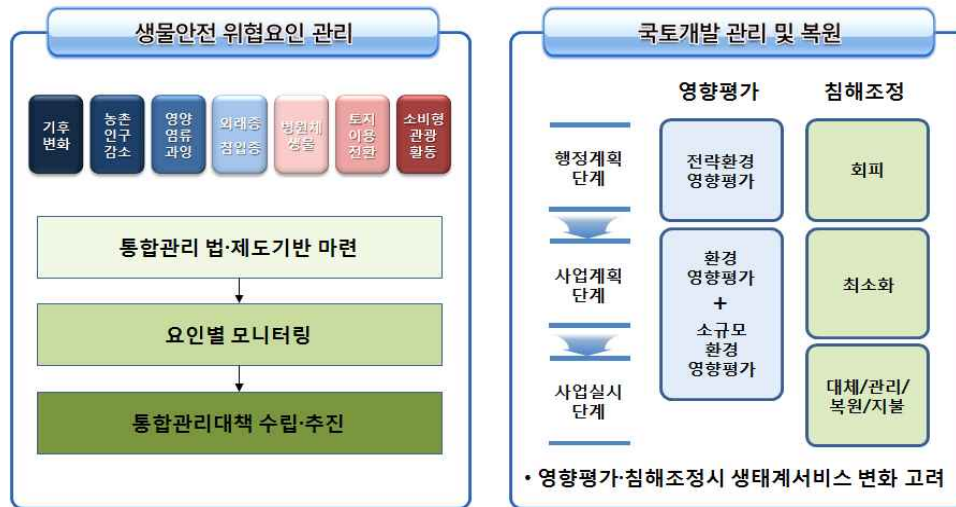 생물안전 위협요인 관리
기후
변화
농촌
인구
감소
영양
염류
과잉
외래종
침입종
병원체
생물
토지
이용
전환
소비형
관광
활동
통합관리 법·제도기반 마련
요인별 모니터링
통합관리대책 수립·추진
국토개발 관리 및 복원
영향평가
침해조정
행정계획
단계
전략환경
영향평가
회피
사업계획
단계
환경
영향평가
+
소규모
환경
영향평가
최소화
사업실시
단계
대체/관리/
복원/지불
• 영향평가·침해조정시 생태계서비스 변화 고려